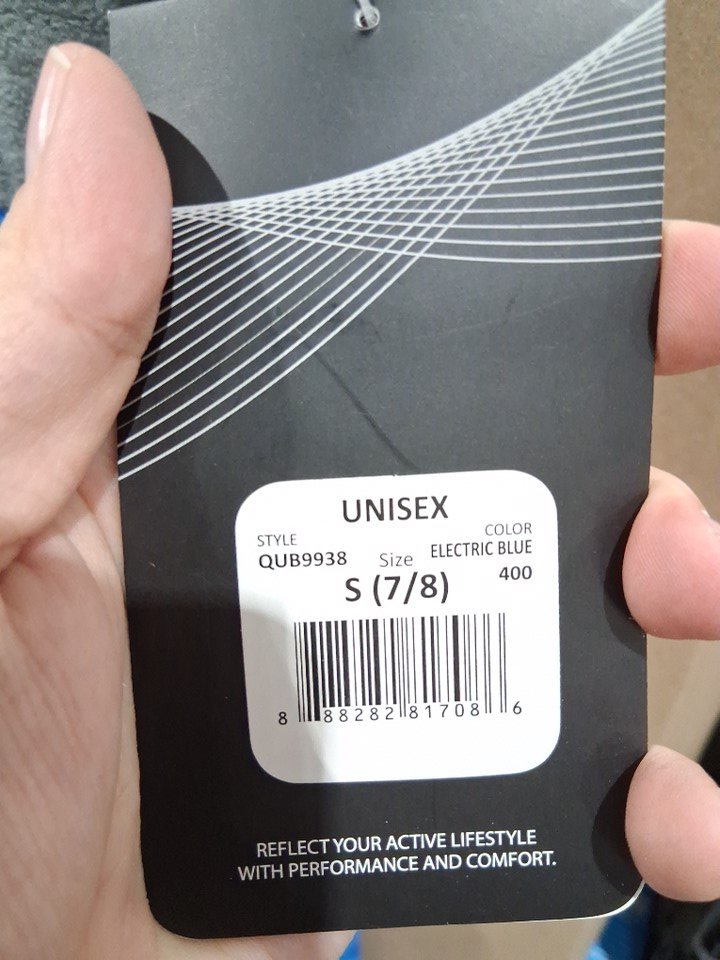 UNISEX
STYLE COLOR
QUB9938 Size ELECTRIC BLUE
S (7/8) 400
8 88282 81708 6
REFLECT YOUR ACTIVE LIFESTYLE
WITH PERFORMANCE AND COMFORT.